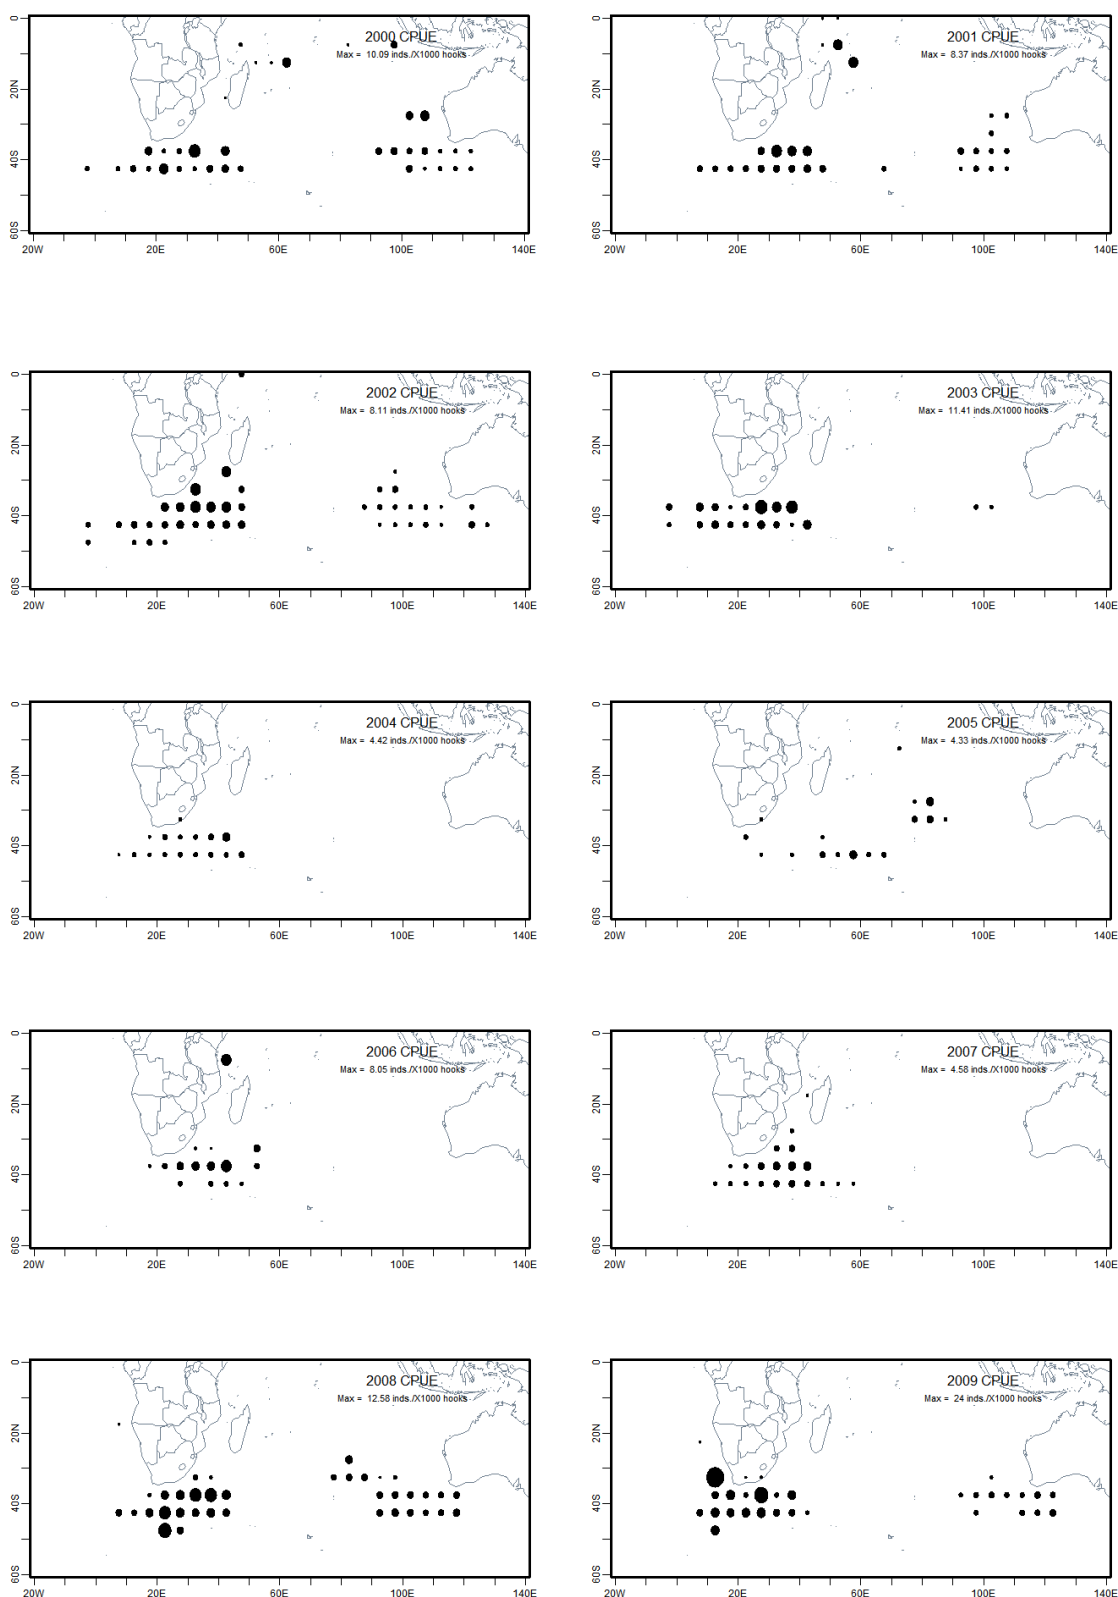 2000 CPUE
Max = 10.09 inds./X1000 hooks
0
20N
40S
60S
20W 20E 60E 100E 140E
2001 CPUE
Max = 8.37 inds./X1000 hooks
0
20N
40S
60S
20W 20E 60E 100E 140E
2002 CPUE
Max = 8.11 inds./X1000 hooks
0
20N
40S
60S
20W 20E 60E 100E 140E
2003 CPUE
Max = 11.41 inds./X1000 hooks
0
20N
40S
60S
20W 20E 60E 100E 140E
2004 CPUE
Max = 4.42 inds./X1000 hooks
0
20N
40S
60S
20W 20E 60E 100E 140E
2005 CPUE
Max = 4.33 inds./X1000 hooks
0
20N
40S
60S
20W 20E 60E 100E 140E
2006 CPUE
Max = 8.05 inds./X1000 hooks
0
20N
40S
60S
20W 20E 60E 100E 140E
2007 CPUE
Max = 4.58 inds./X1000 hooks
0
20N
40S
60S
20W 20E 60E 100E 140E
2008 CPUE
Max = 12.58 inds./X1000 hooks
0
20N
40S
60S
20W 20E 60E 100E 140E
2009 CPUE
Max = 24 inds./X1000 hooks
0
20N
40S
60S
20W 20E 60E 100E 140E